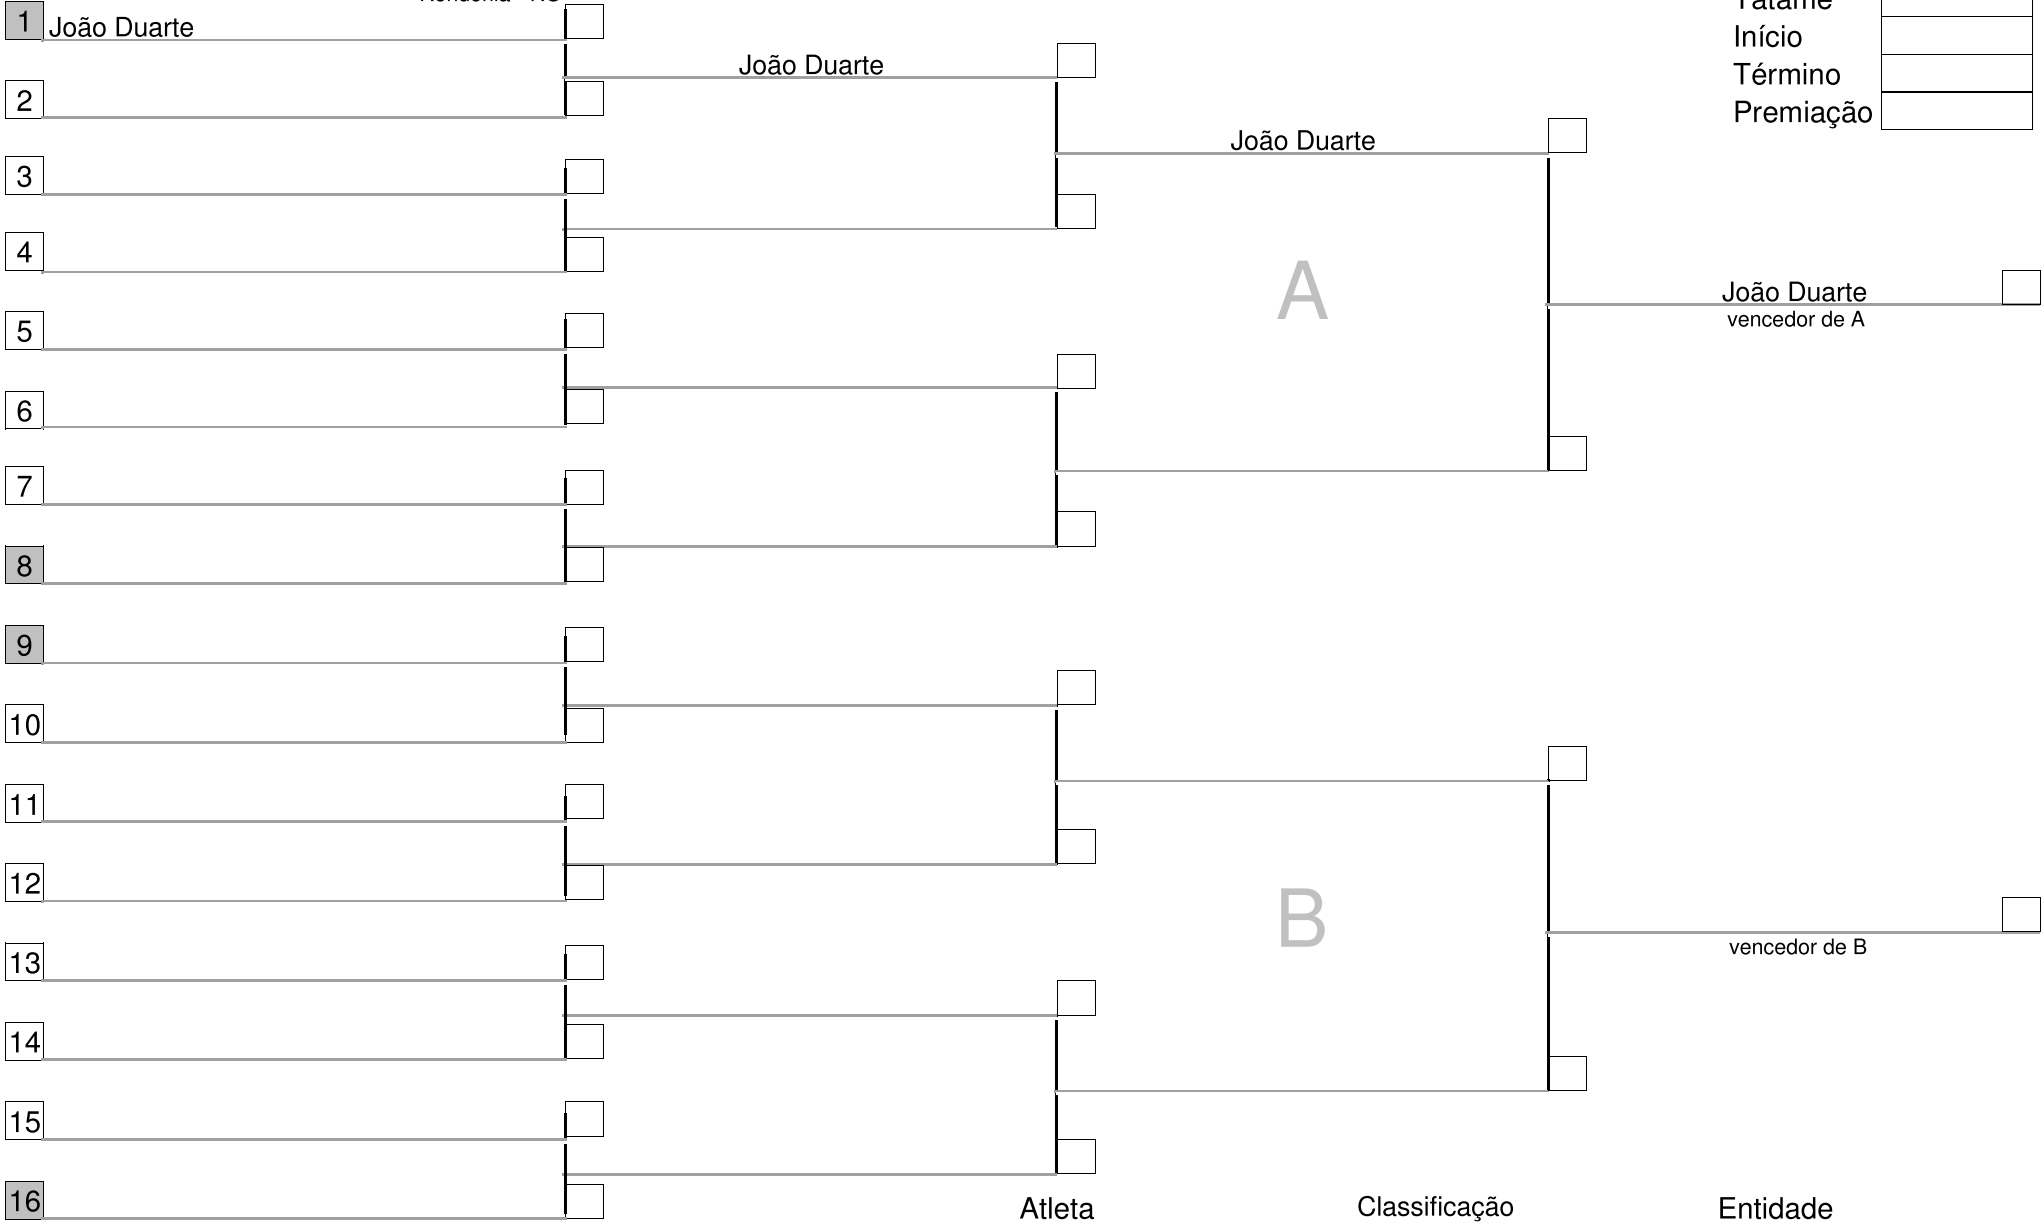 1 João Duarte
Início
João Duarte
Término
2
Premiação
João Duarte
3
4
A
João Duarte
vencedor de A
5
6
7
8
9
10
11
12
B
vencedor de B
13
14
15
16
Atleta Classificação Entidade